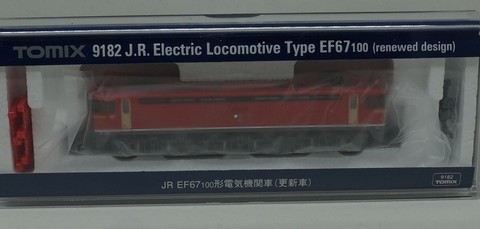 TOMIX 9182 J.R. Electric Locomotive Type EF67100 (renewed design)
JR EF67100形電気機関車(更新車)
9182
TOMIX